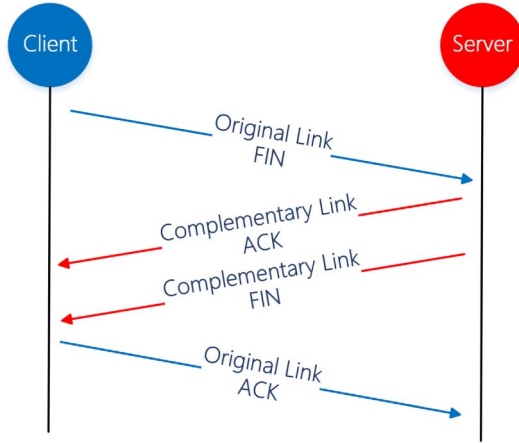 Client
Server
Original Link
FIN
Complementary Link
ACK
Complementary Link
FIN
Original Link
ACK